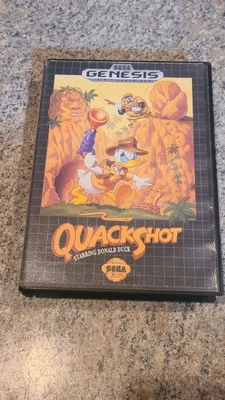 SEGA
GENESIS
QUACKSHOT
STARRING DONALD DUCK
SEGA